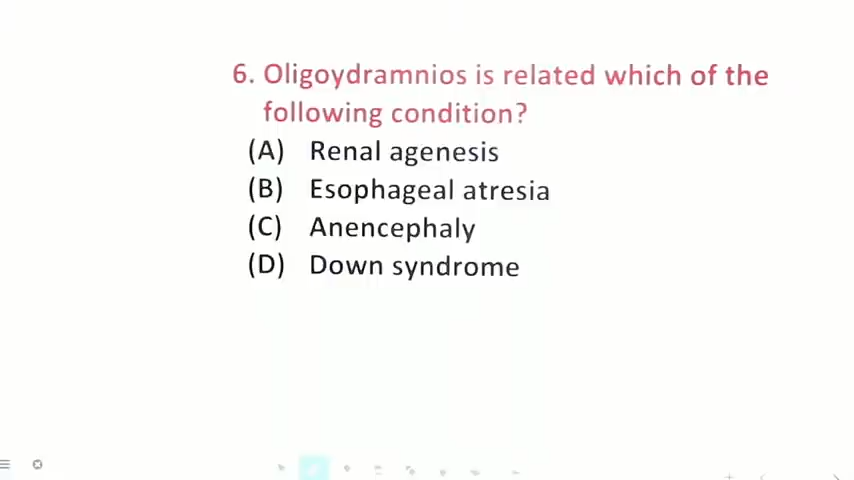 6. Oligoydramnios is related which of the
following condition?
(A) Renal agenesis
(B) Esophageal atresia
(C) Anencephaly
(D) Down syndrome